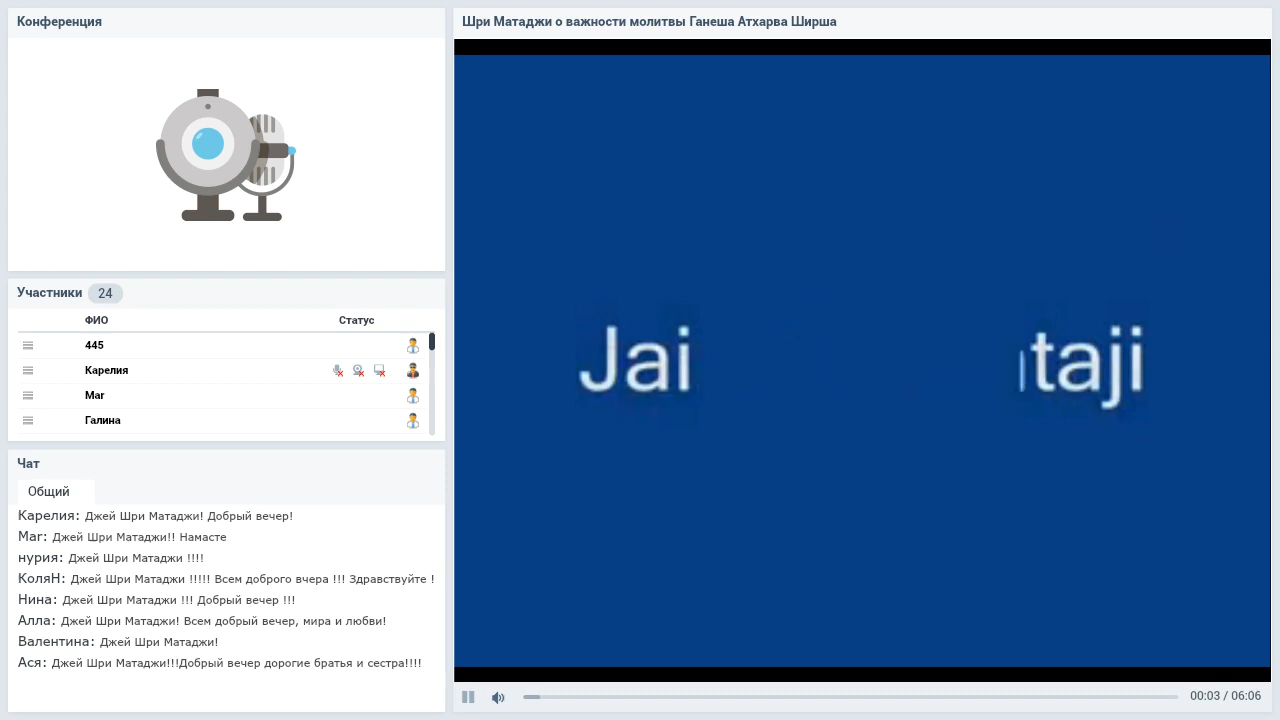 Конференция
Шри Матаджи о важности молитвы Ганеша Атхарва Ширша
Jai
taji
Участники 24
ФИО Статус
445
Карелия
Mar
Галина
Чат
Общий
Карелия: Джей Шри Матаджи! Добрый вечер!
Mar: Джей Шри Матаджи!! Намасте
нурия: Джей Шри Матаджи !!!!
КоляН: Джей Шри Матаджи !!!!! Всем доброго вчера !!! Здравствуйте !
Нина: Джей Шри Матаджи !!! Добрый вечер !!!
Алла: Джей Шри Матаджи! Всем добрый вечер, мира и любви!
Валентина: Джей Шри Матаджи!
Ася: Джей Шри Матаджи!!!Добрый вечер дорогие братья и сестра!!!!
00:03 / 06:06